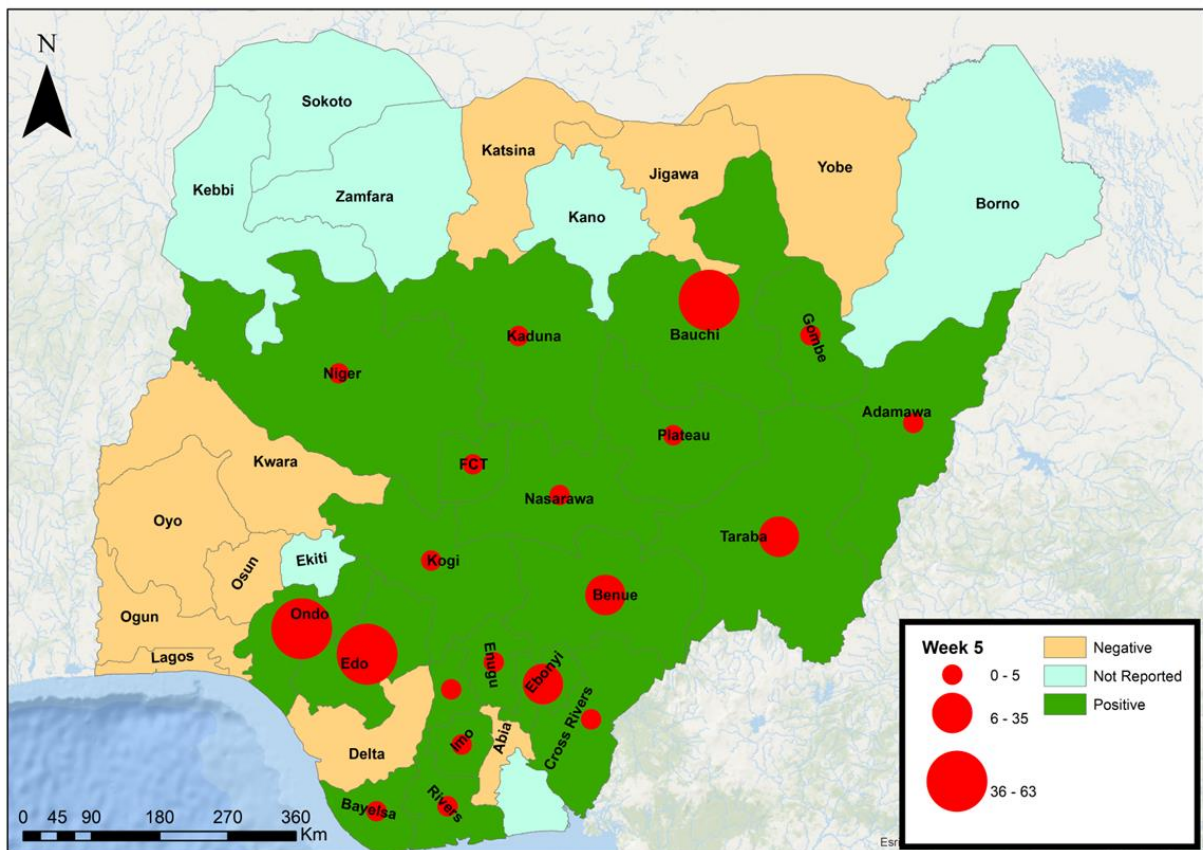 N
Sokoto
Katsina
Kebbi
Zamfara
Jigawa
Yobe
Kano
Borno
Kaduna
Bauchi
Gombe
Niger
Adamawa
Plateau
FCT
Kwara
Nasarawa
Oyo
Taraba
Osun
Ekiti
Kogi
Benue
Ogun
Ondo
Lagos
Edo
Enugu
Ebonyi
Cross Rivers
Delta
Imo
Abia
Bayelsa
Rivers
0 45 90 180 270 360
Km
Week 5
0 - 5
6 - 35
36 - 63
Negative
Not Reported
Positive
Esri